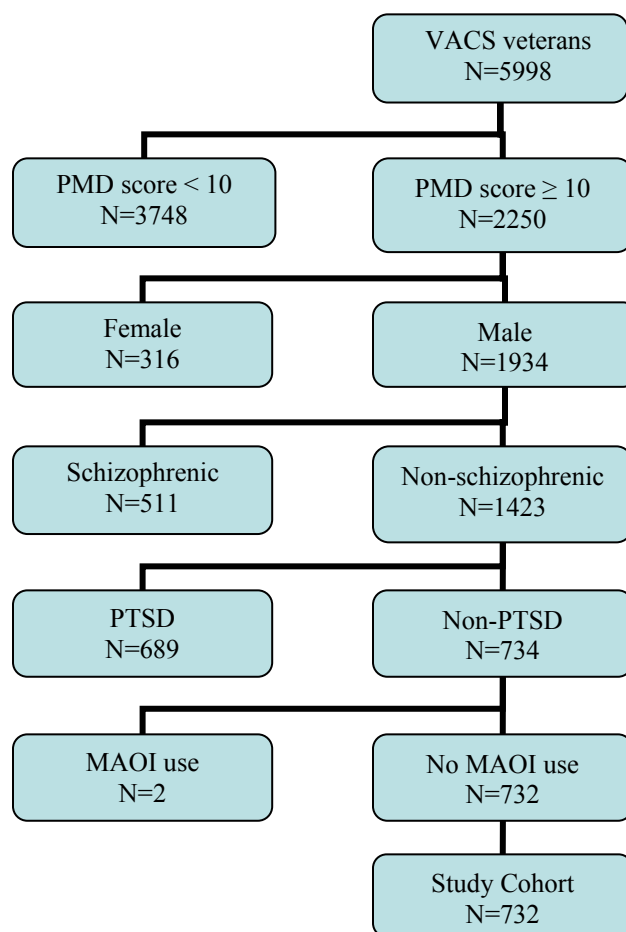 VACS veterans
N=5998
PMD score < 10
N=3748
PMD score ≥ 10
N=2250
Female
N=316
Male
N=1934
Schizophrenic
N=511
Non-schizophrenic
N=1423
PTSD
N=689
Non-PTSD
N=734
MAOI use
N=2
No MAOI use
N=732
Study Cohort
N=732